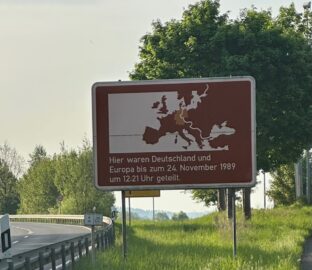 Hier waren Deutschland und
Europa bis zum 24. November 1989
um 12:21 Uhr geteilt.